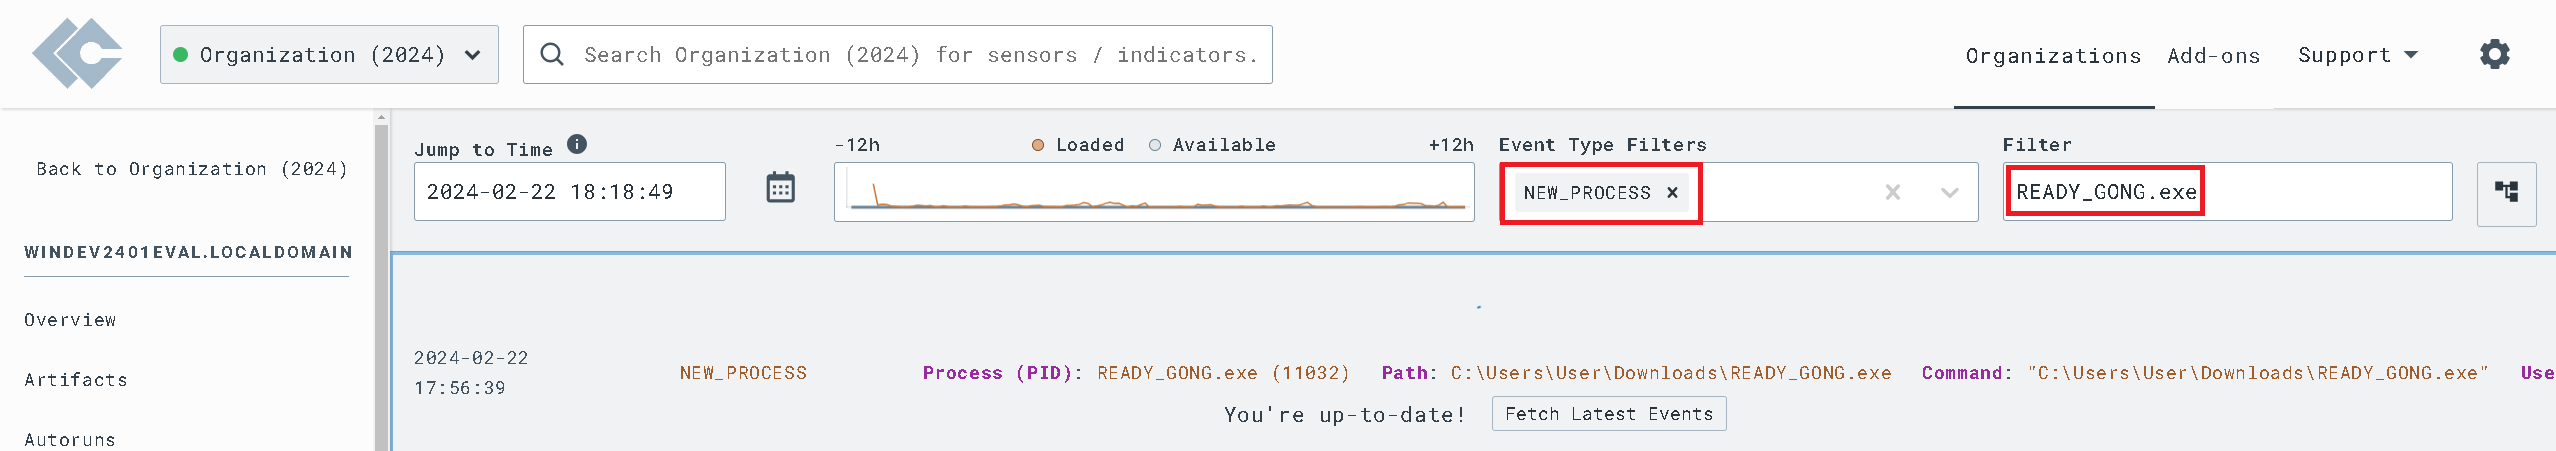 Organization (2024)
Search Organization (2024) for sensors / indicators.
Organizations
Add-ons
Support
Back to Organization (2024)
WINDEV2401EVAL.LOCALDOMAIN
Overview
Artifacts
Autoruns
Jump to Time
2024-02-22 18:18:49
-12h
Loaded
Available
+12h
Event Type Filters
NEW_PROCESS
Filter
READY_GONG.exe
2024-02-22
17:56:39
NEW_PROCESS
Process (PID): READY_GONG.exe (11032) Path: C:\Users\User\Downloads\READY_GONG.exe Command: "C:\Users\User\Downloads\READY_GONG.exe" Use
You're up-to-date!
Fetch Latest Events